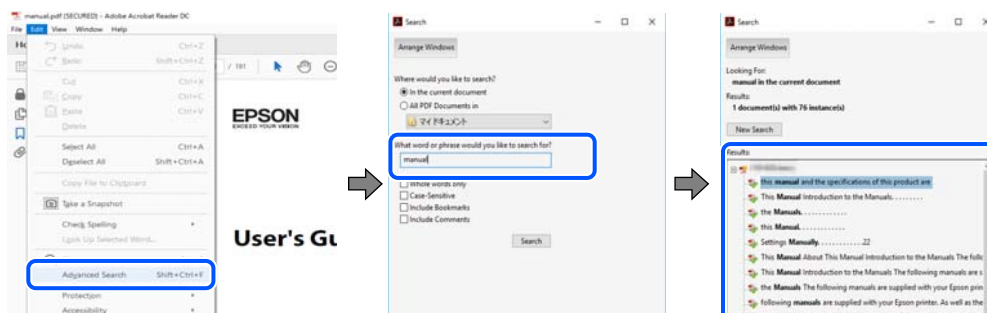 manual.pdf (SECURED) - Adobe Acrobat Reader DC
File Edit View Window Help
Undo Ctrl+Z
Redo Shift+Ctrl+Z
Cut Ctrl+X
Copy Ctrl+C
Paste Ctrl+V
Delete
Select All Ctrl+A
Deselect All Shift+Ctrl+A
Copy File to Clipboard
Take a Snapshot
Check Spelling
Look Up Selected Word...
Advanced Search Shift+Ctrl+F
Protection
Accessibility
/ 191
EPSON
EXCEED YOUR VISION
User's Gu
Search
Arrange Windows
Where would you like to search?
In the current document
All PDF Documents in
マイドキュメント
What word or phrase would you like to search for?
manual
Whole words only
Case-Sensitive
Include Bookmarks
Include Comments
Search
Search
Arrange Windows
Looking For:
manual in the current document
Results:
1 document(s) with 76 instance(s)
New Search
Results:
this manual and the specifications of this product are
This Manual Introduction to the Manuals. . . . . . . . .
the Manuals. . . . . . . . . . . .
this Manual. . . . . . . . . . . .
Settings Manually. . . . . . . . . . . . .22
This Manual About This Manual Introduction to the Manuals The follo
This Manual Introduction to the Manuals The following manuals are s
the Manuals The following manuals are supplied with your Epson prin
following manuals are supplied with your Epson printer. As well as the